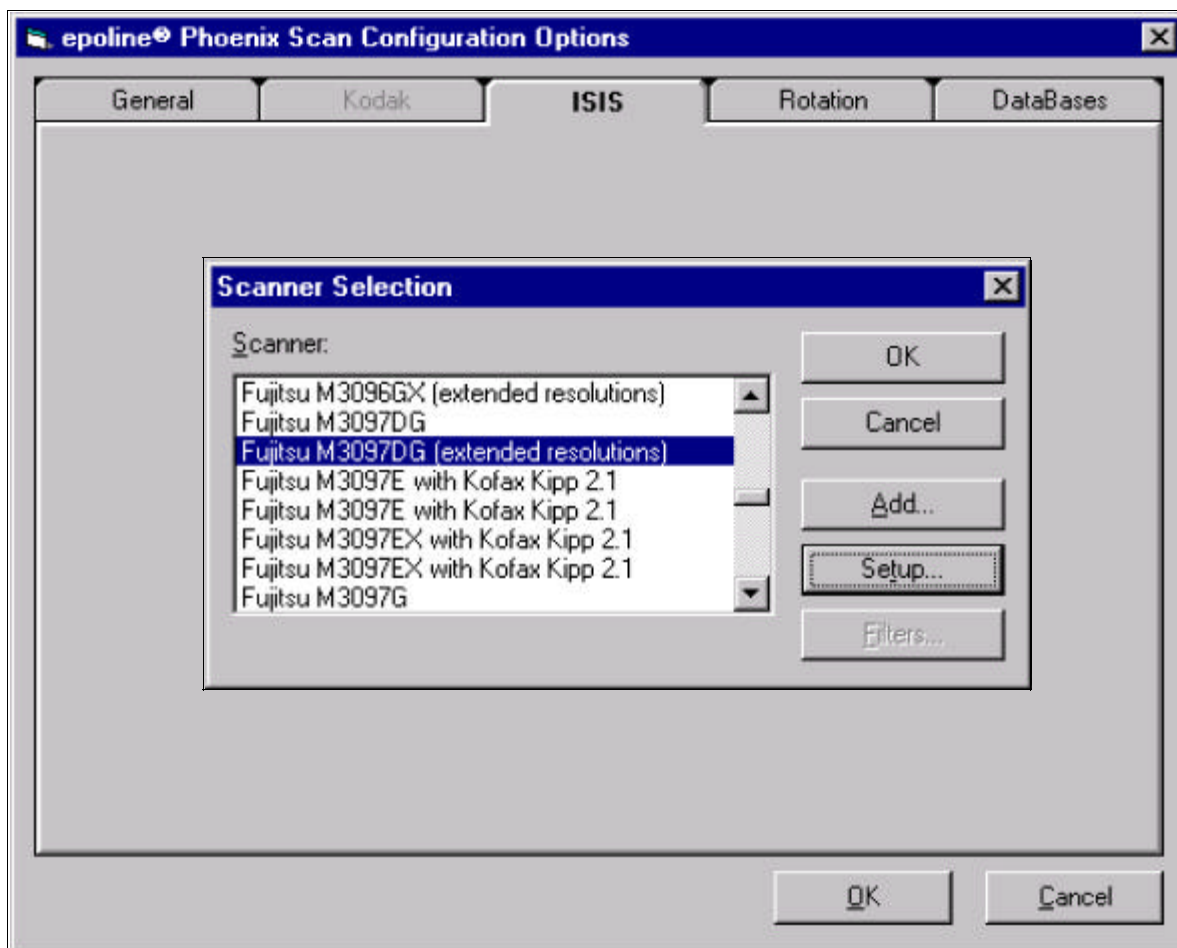 epoline® Phoenix Scan Configuration Options
General Kodak ISIS Rotation DataBases
Scanner Selection
Scanner:
Fujitsu M3096GX (extended resolutions)
Fujitsu M3097DG
Fujitsu M3097DG (extended resolutions)
Fujitsu M3097E with Kofax Kipp 2.1
Fujitsu M3097E with Kofax Kipp 2.1
Fujitsu M3097EX with Kofax Kipp 2.1
Fujitsu M3097EX with Kofax Kipp 2.1
Fujitsu M3097G
OK
Cancel
Add...
Setup...
Filters...
OK Cancel